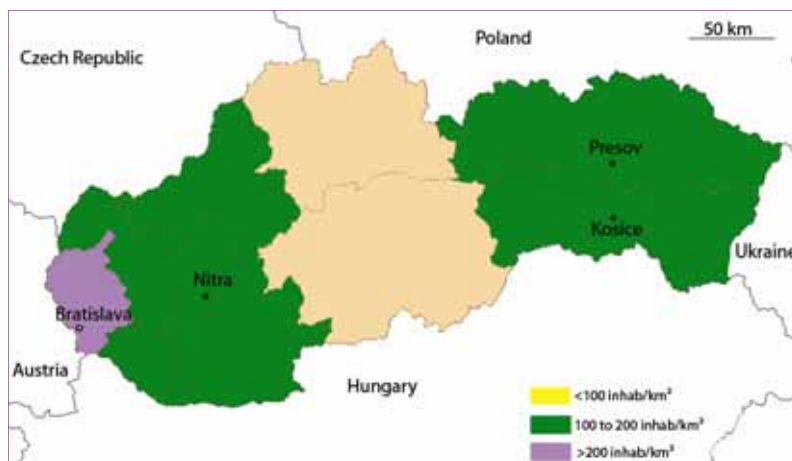 50 km
Poland
Czech Republic
Presov
Kosice
Ukraine
Nitra
Bratislava
Austria
Hungary
<100 inhab/km²
100 to 200 inhab/km²
>200 inhab/km²